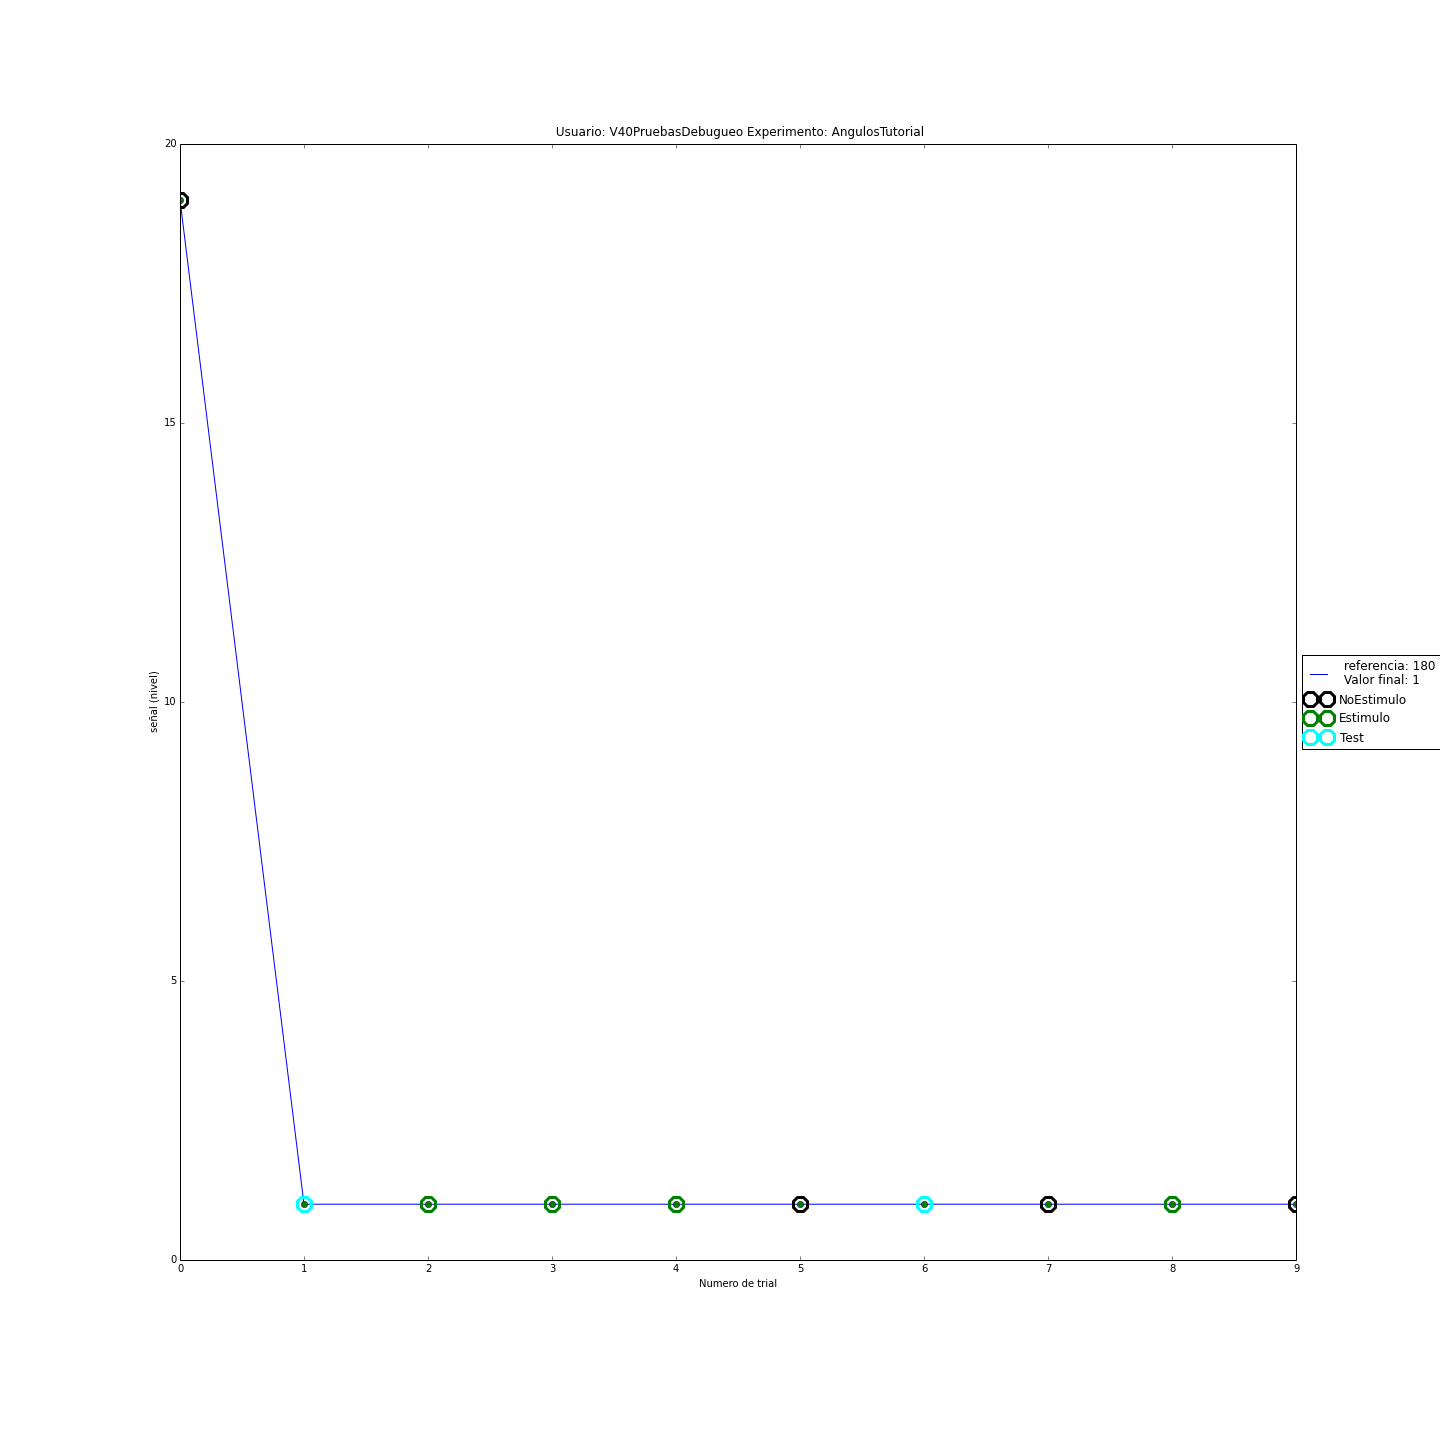 Usuario: V40PruebasDebugueo Experimento: AngulosTutorial
20
15
10
5
0
señal (nivel)
0 1 2 3 4 5 6 7 8 9
Numero de trial
referencia: 180
Valor final: 1
NoEstimulo
Estimulo
Test